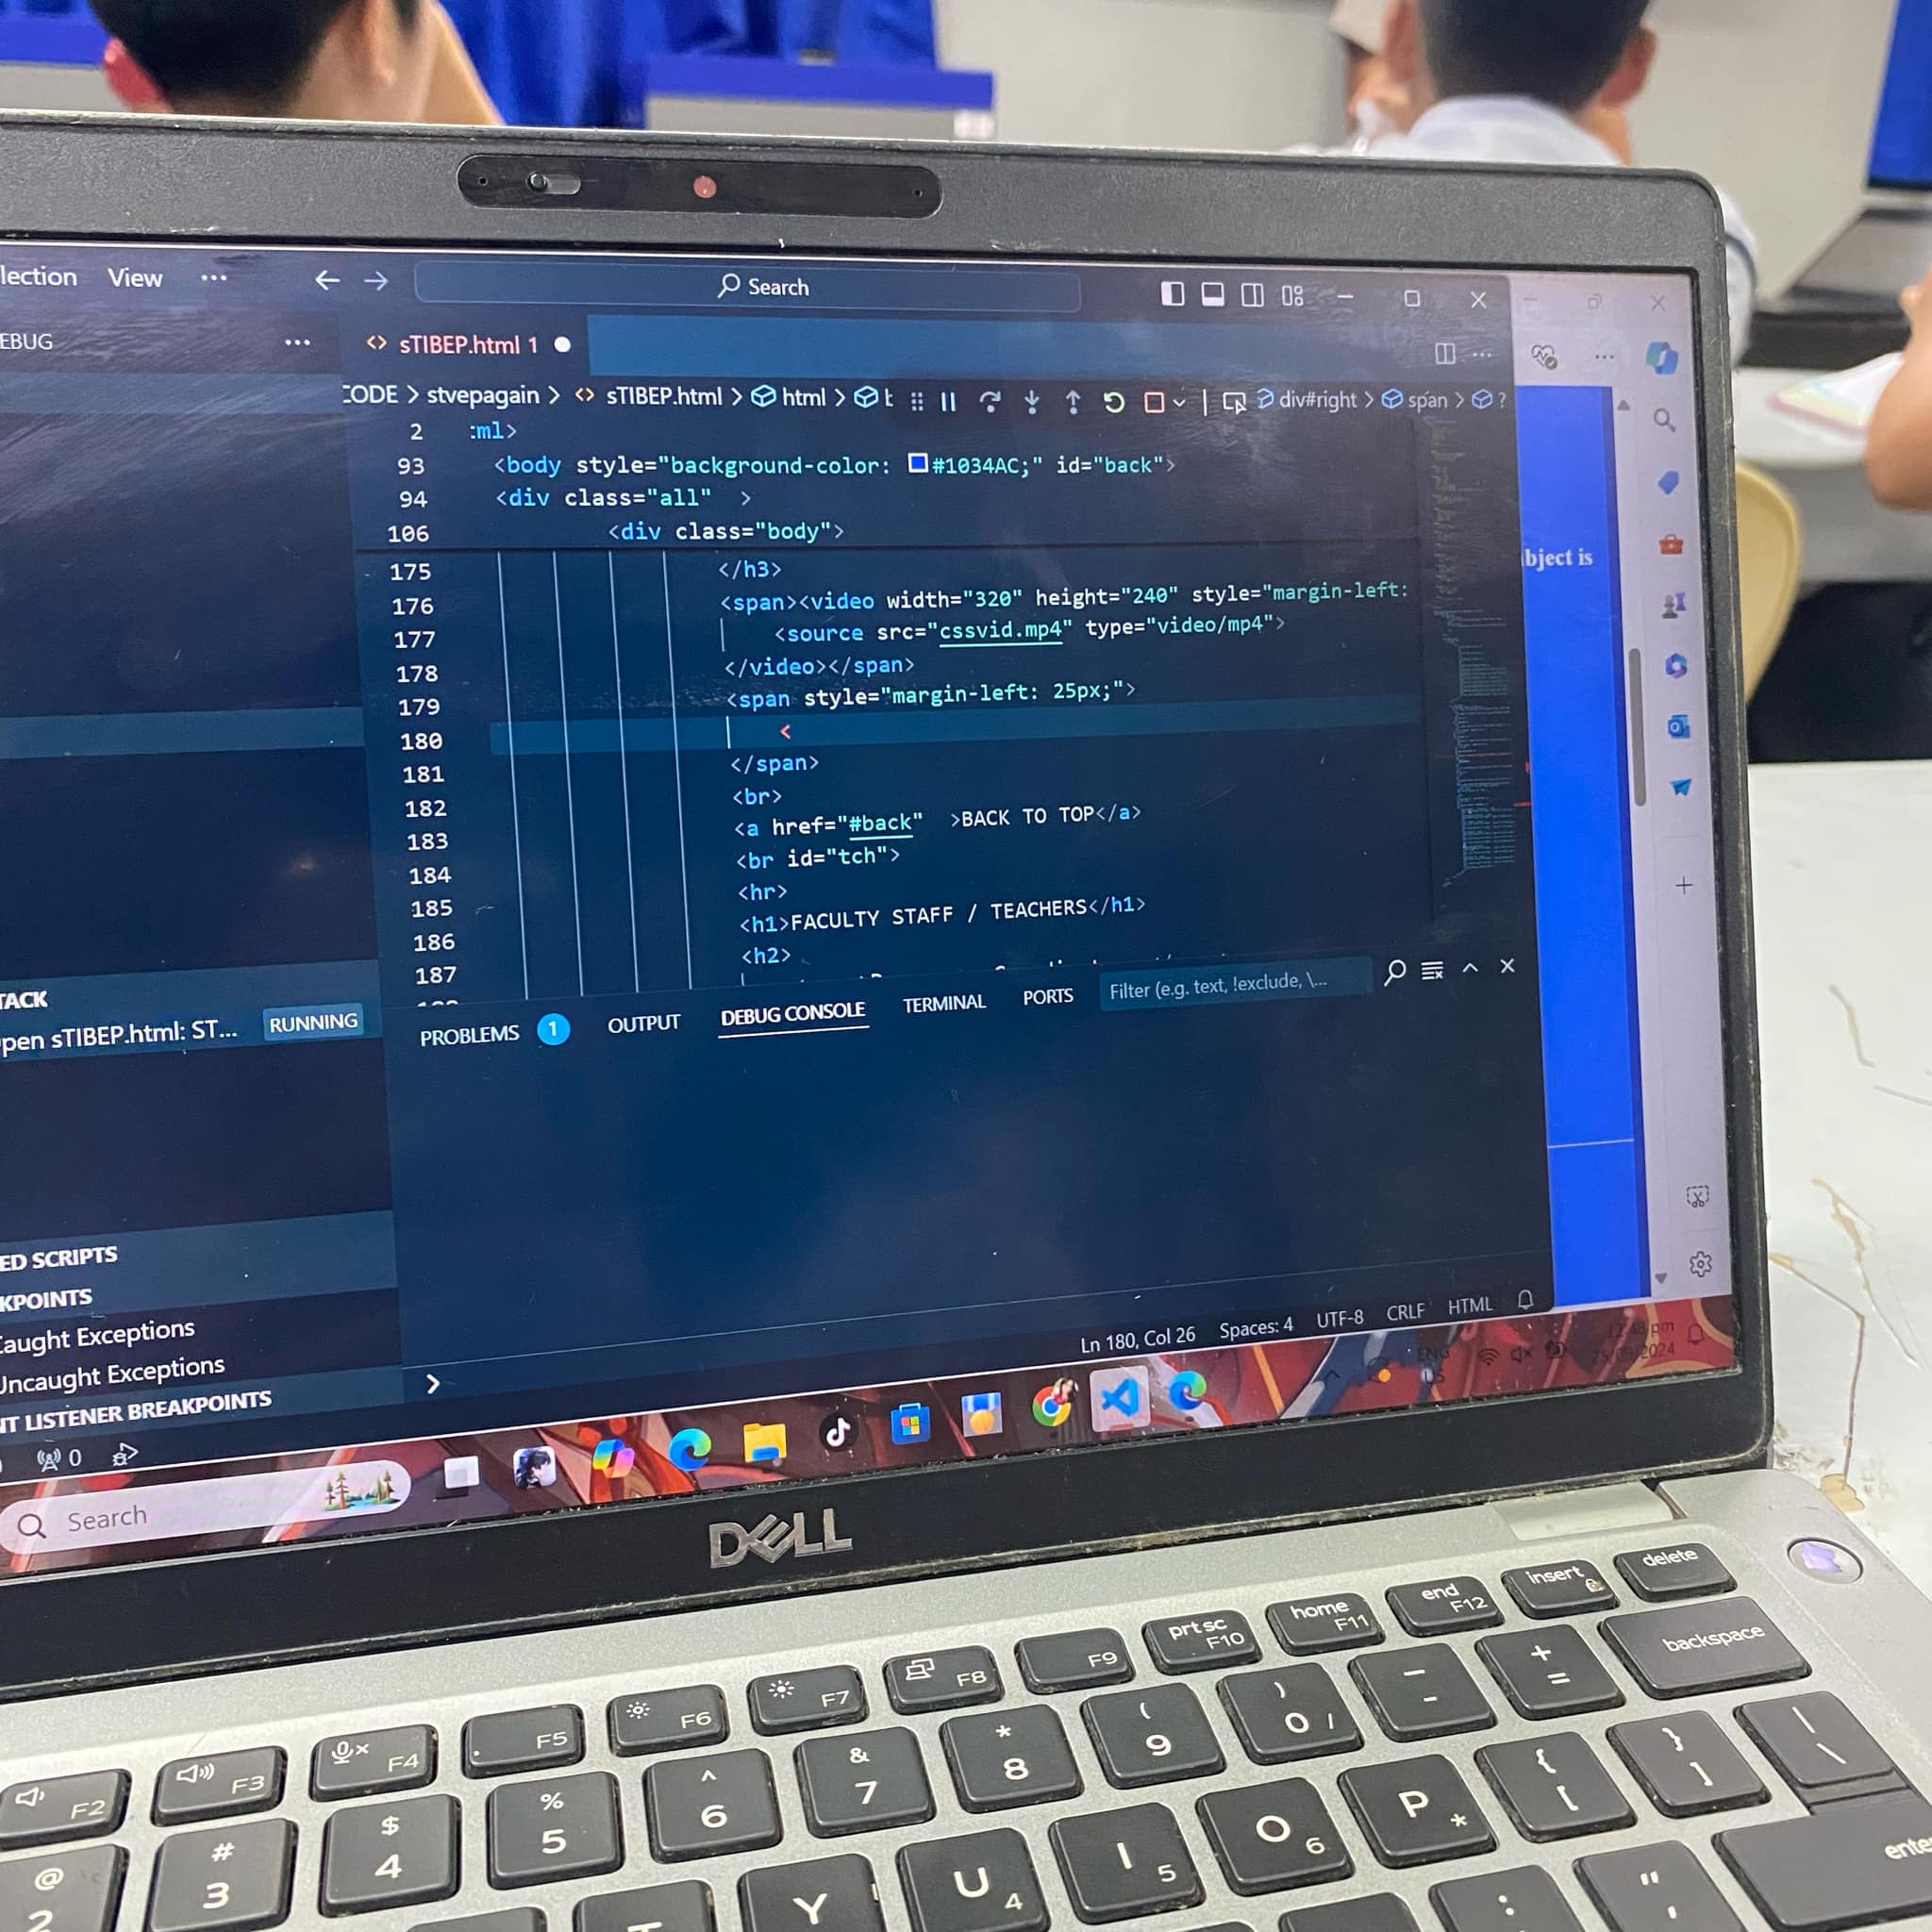 lection View ... Search
EBUG ... <> sTIBEP.html 1
CODE > stvepagain > <> sTIBEP.html > html > div#right > span > ?
2 :ml>
93 <body style="background-color: #1034AC;" id="back">
94 <div class="all" >
106 <div class="body">
175 </h3>
176 <span><video width="320" height="240" style="margin-left:
177 <source src="cssvid.mp4" type="video/mp4">
178 </video></span>
179 <span style="margin-left: 25px;">
180 <
181 </span>
182 <br>
183 <a href="#back" >BACK TO TOP</a>
184 <br id="tch">
185 <hr>
186 <h1>FACULTY STAFF / TEACHERS</h1>
187 <h2>
bject is
TACK
pen sTIBEP.html: ST... RUNNING
PROBLEMS 1 OUTPUT DEBUG CONSOLE TERMINAL PORTS Filter (e.g. text, !exclude, \...
ED SCRIPTS
KPOINTS
Caught Exceptions
Uncaught Exceptions
NT LISTENER BREAKPOINTS
>
Ln 180, Col 26 Spaces: 4 UTF-8 CRLF HTML
0
ENG
US
pm
2024
Search
DELL
F2 F3 F4 F5 F6 F7 F8 F9 prt sc F10 home F11 end F12 insert delete
@ 2 # 3 $ 4 % 5 ^ 6 & 7 * 8 ( 9 ) 0 / _ - + = backspace
Y U 4 I 5 O 6 P * { [ } ] | \
: " ' enter